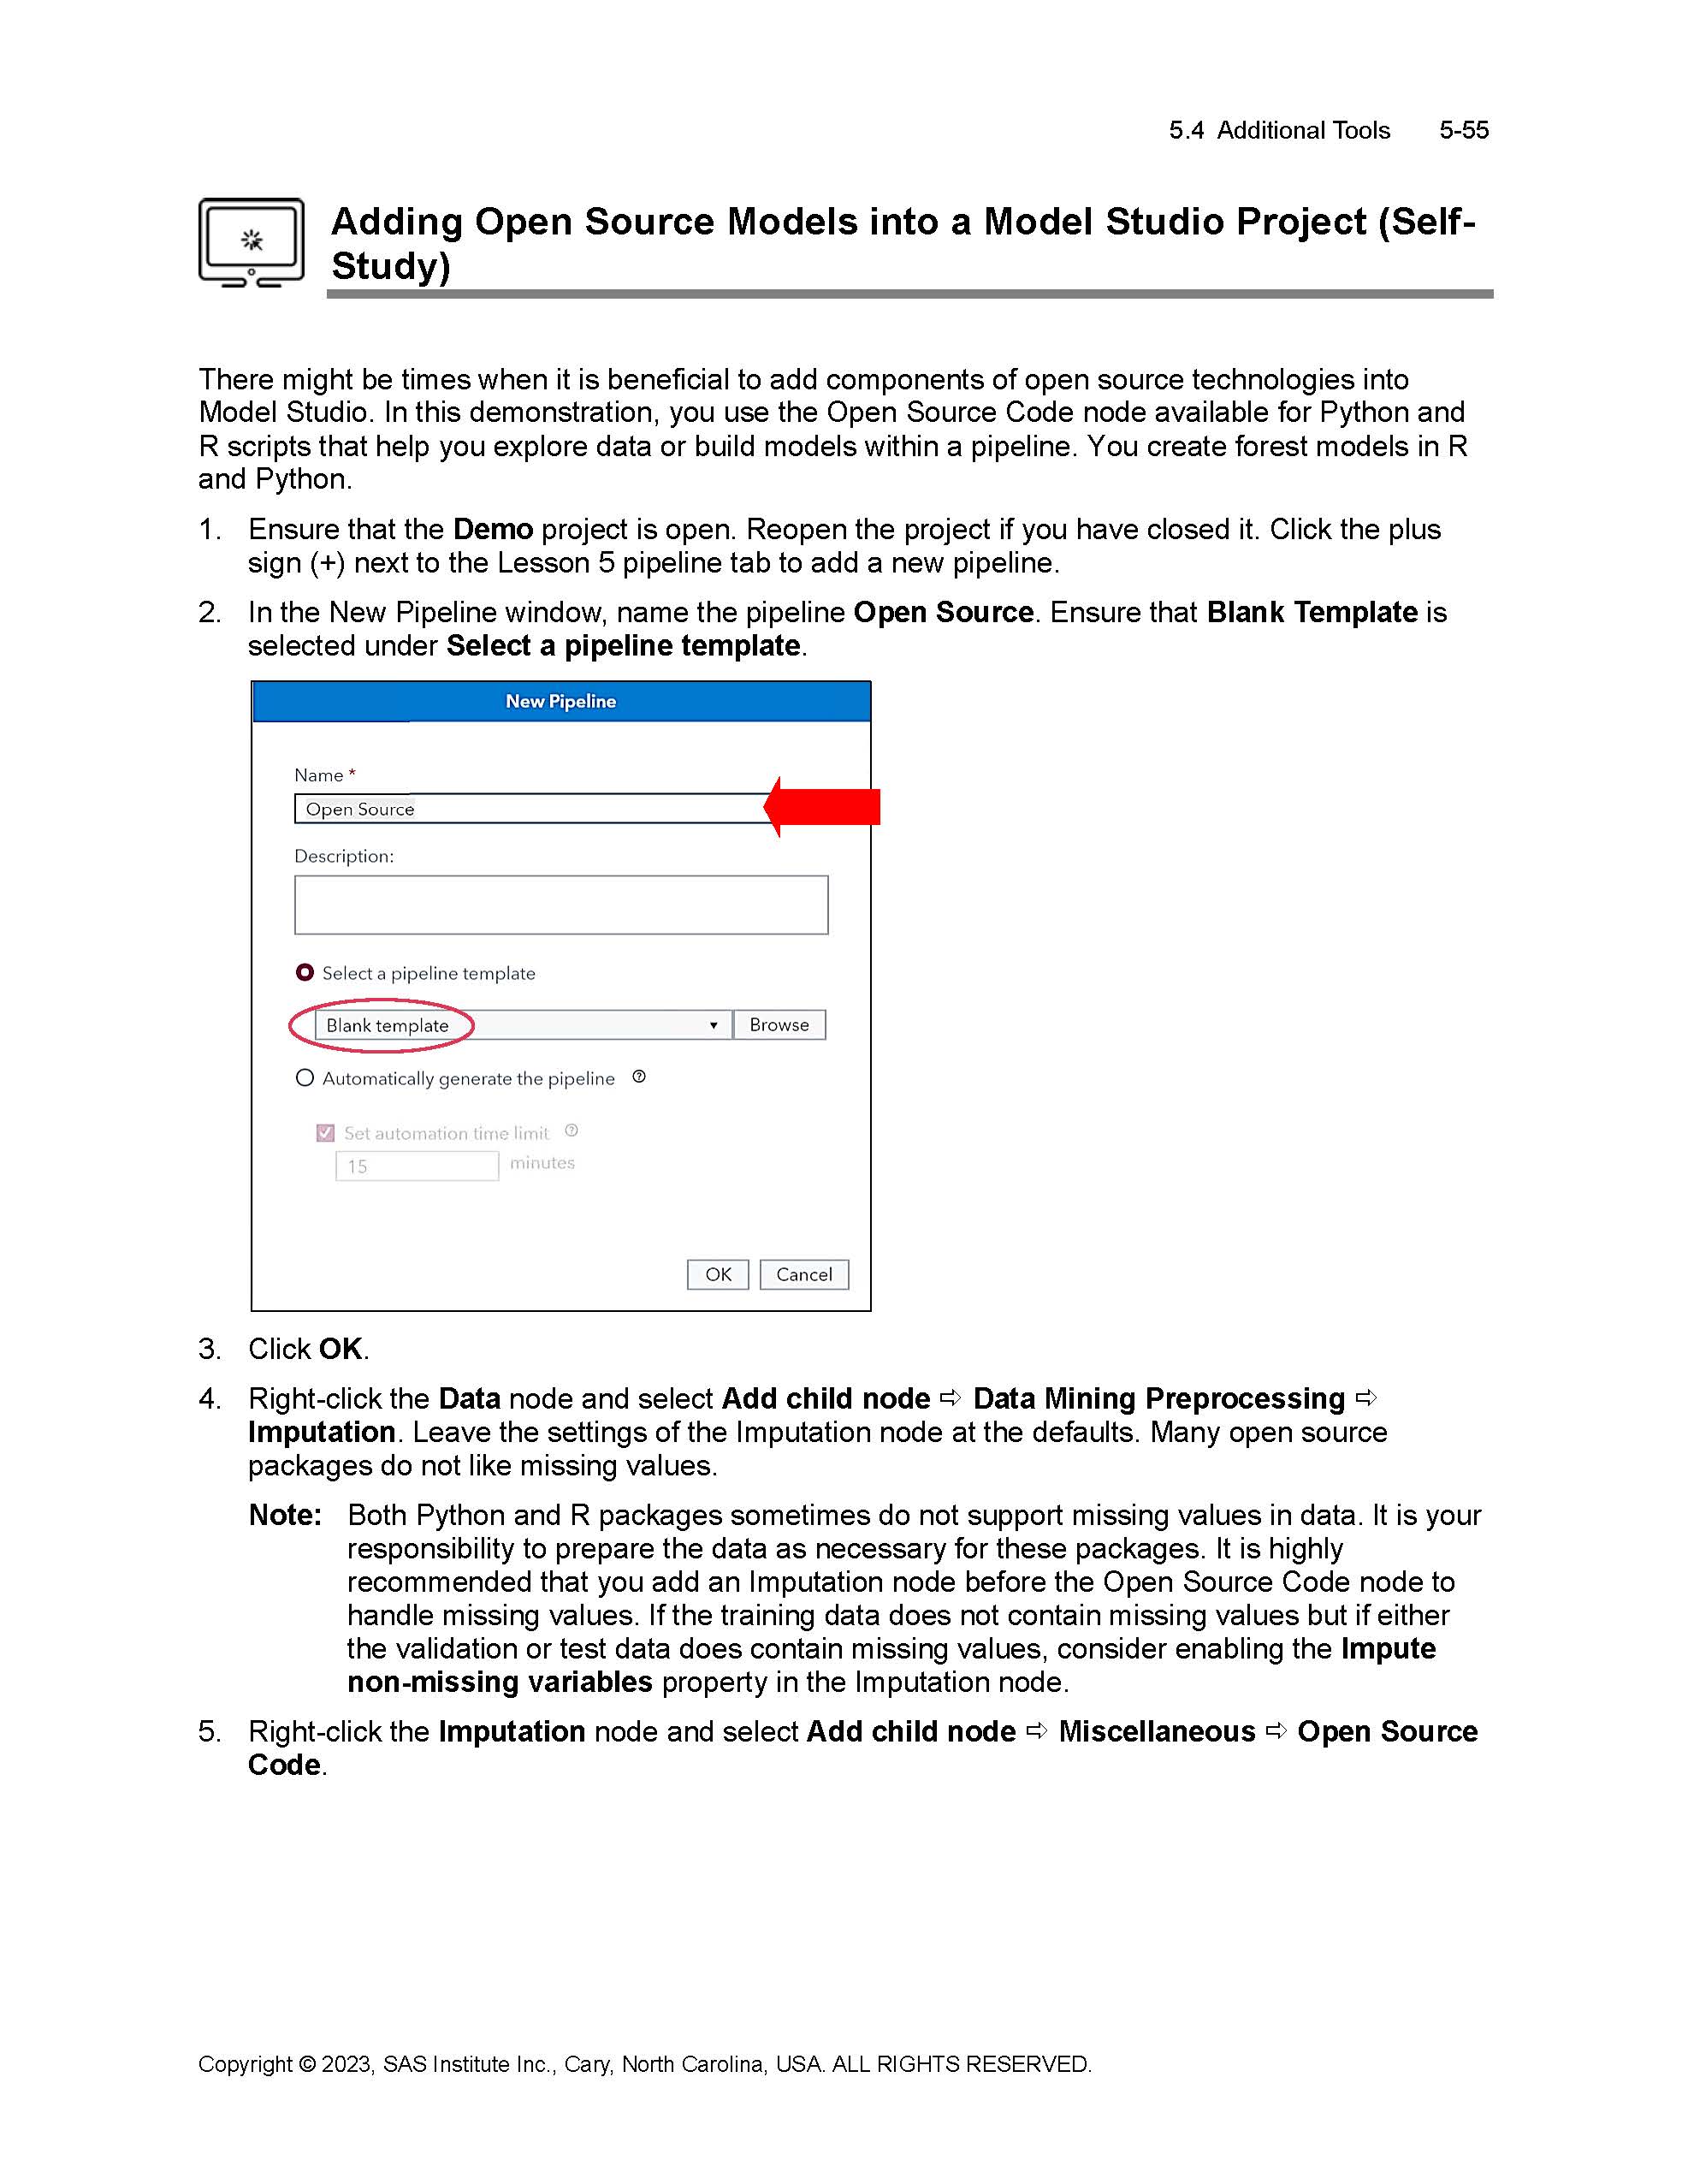 5.4 Additional Tools 5-55
Adding Open Source Models into a Model Studio Project (Self-
Study)
There might be times when it is beneficial to add components of open source technologies into
Model Studio. In this demonstration, you use the Open Source Code node available for Python and
R scripts that help you explore data or build models within a pipeline. You create forest models in R
and Python.
1. Ensure that the Demo project is open. Reopen the project if you have closed it. Click the plus
sign (+) next to the Lesson 5 pipeline tab to add a new pipeline.
2. In the New Pipeline window, name the pipeline Open Source. Ensure that Blank Template is
selected under Select a pipeline template.
New Pipeline
Name *
Open Source
Description:
Select a pipeline template
Blank template ▼ Browse
Automatically generate the pipeline ?
Set automation time limit ?
15 minutes
OK Cancel
3. Click OK.
4. Right-click the Data node and select Add child node ⇨ Data Mining Preprocessing ⇨
Imputation. Leave the settings of the Imputation node at the defaults. Many open source
packages do not like missing values.
Note: Both Python and R packages sometimes do not support missing values in data. It is your
responsibility to prepare the data as necessary for these packages. It is highly
recommended that you add an Imputation node before the Open Source Code node to
handle missing values. If the training data does not contain missing values but if either
the validation or test data does contain missing values, consider enabling the Impute
non-missing variables property in the Imputation node.
5. Right-click the Imputation node and select Add child node ⇨ Miscellaneous ⇨ Open Source
Code.
Copyright © 2023, SAS Institute Inc., Cary, North Carolina, USA. ALL RIGHTS RESERVED.